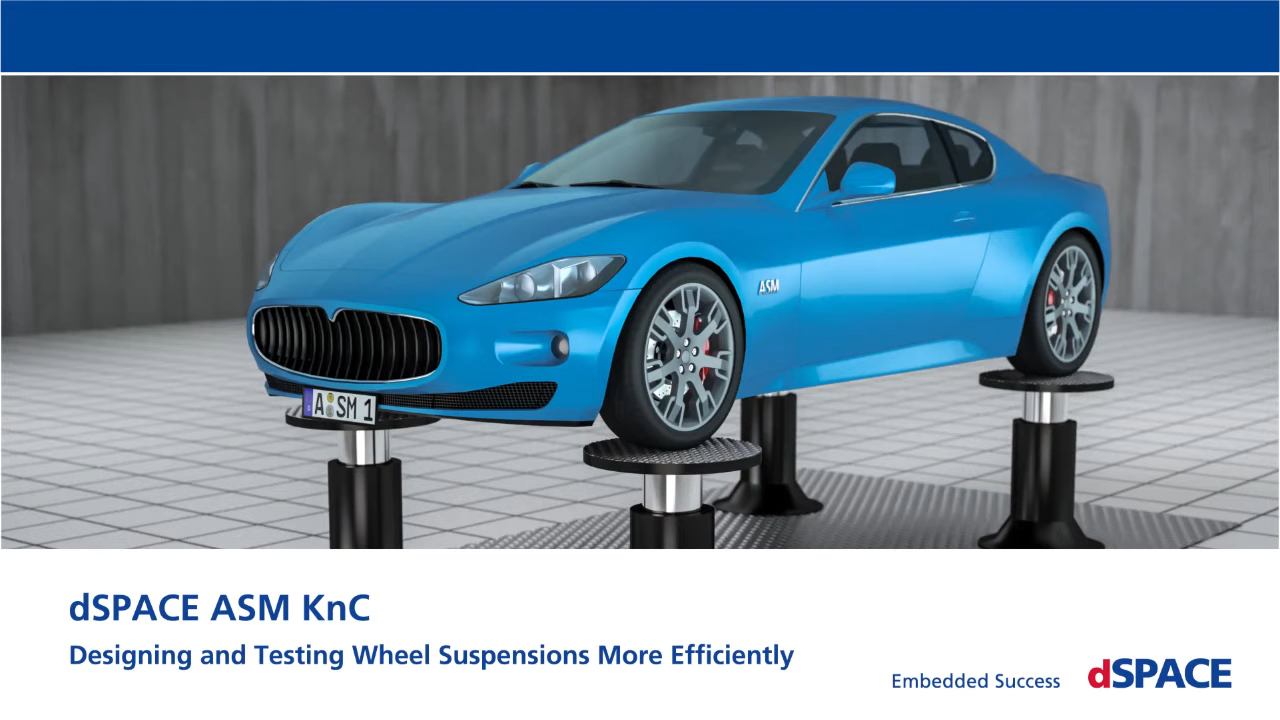 ASM
A SM 1
dSPACE ASM KnC
Designing and Testing Wheel Suspensions More Efficiently
Embedded Success dSPACE